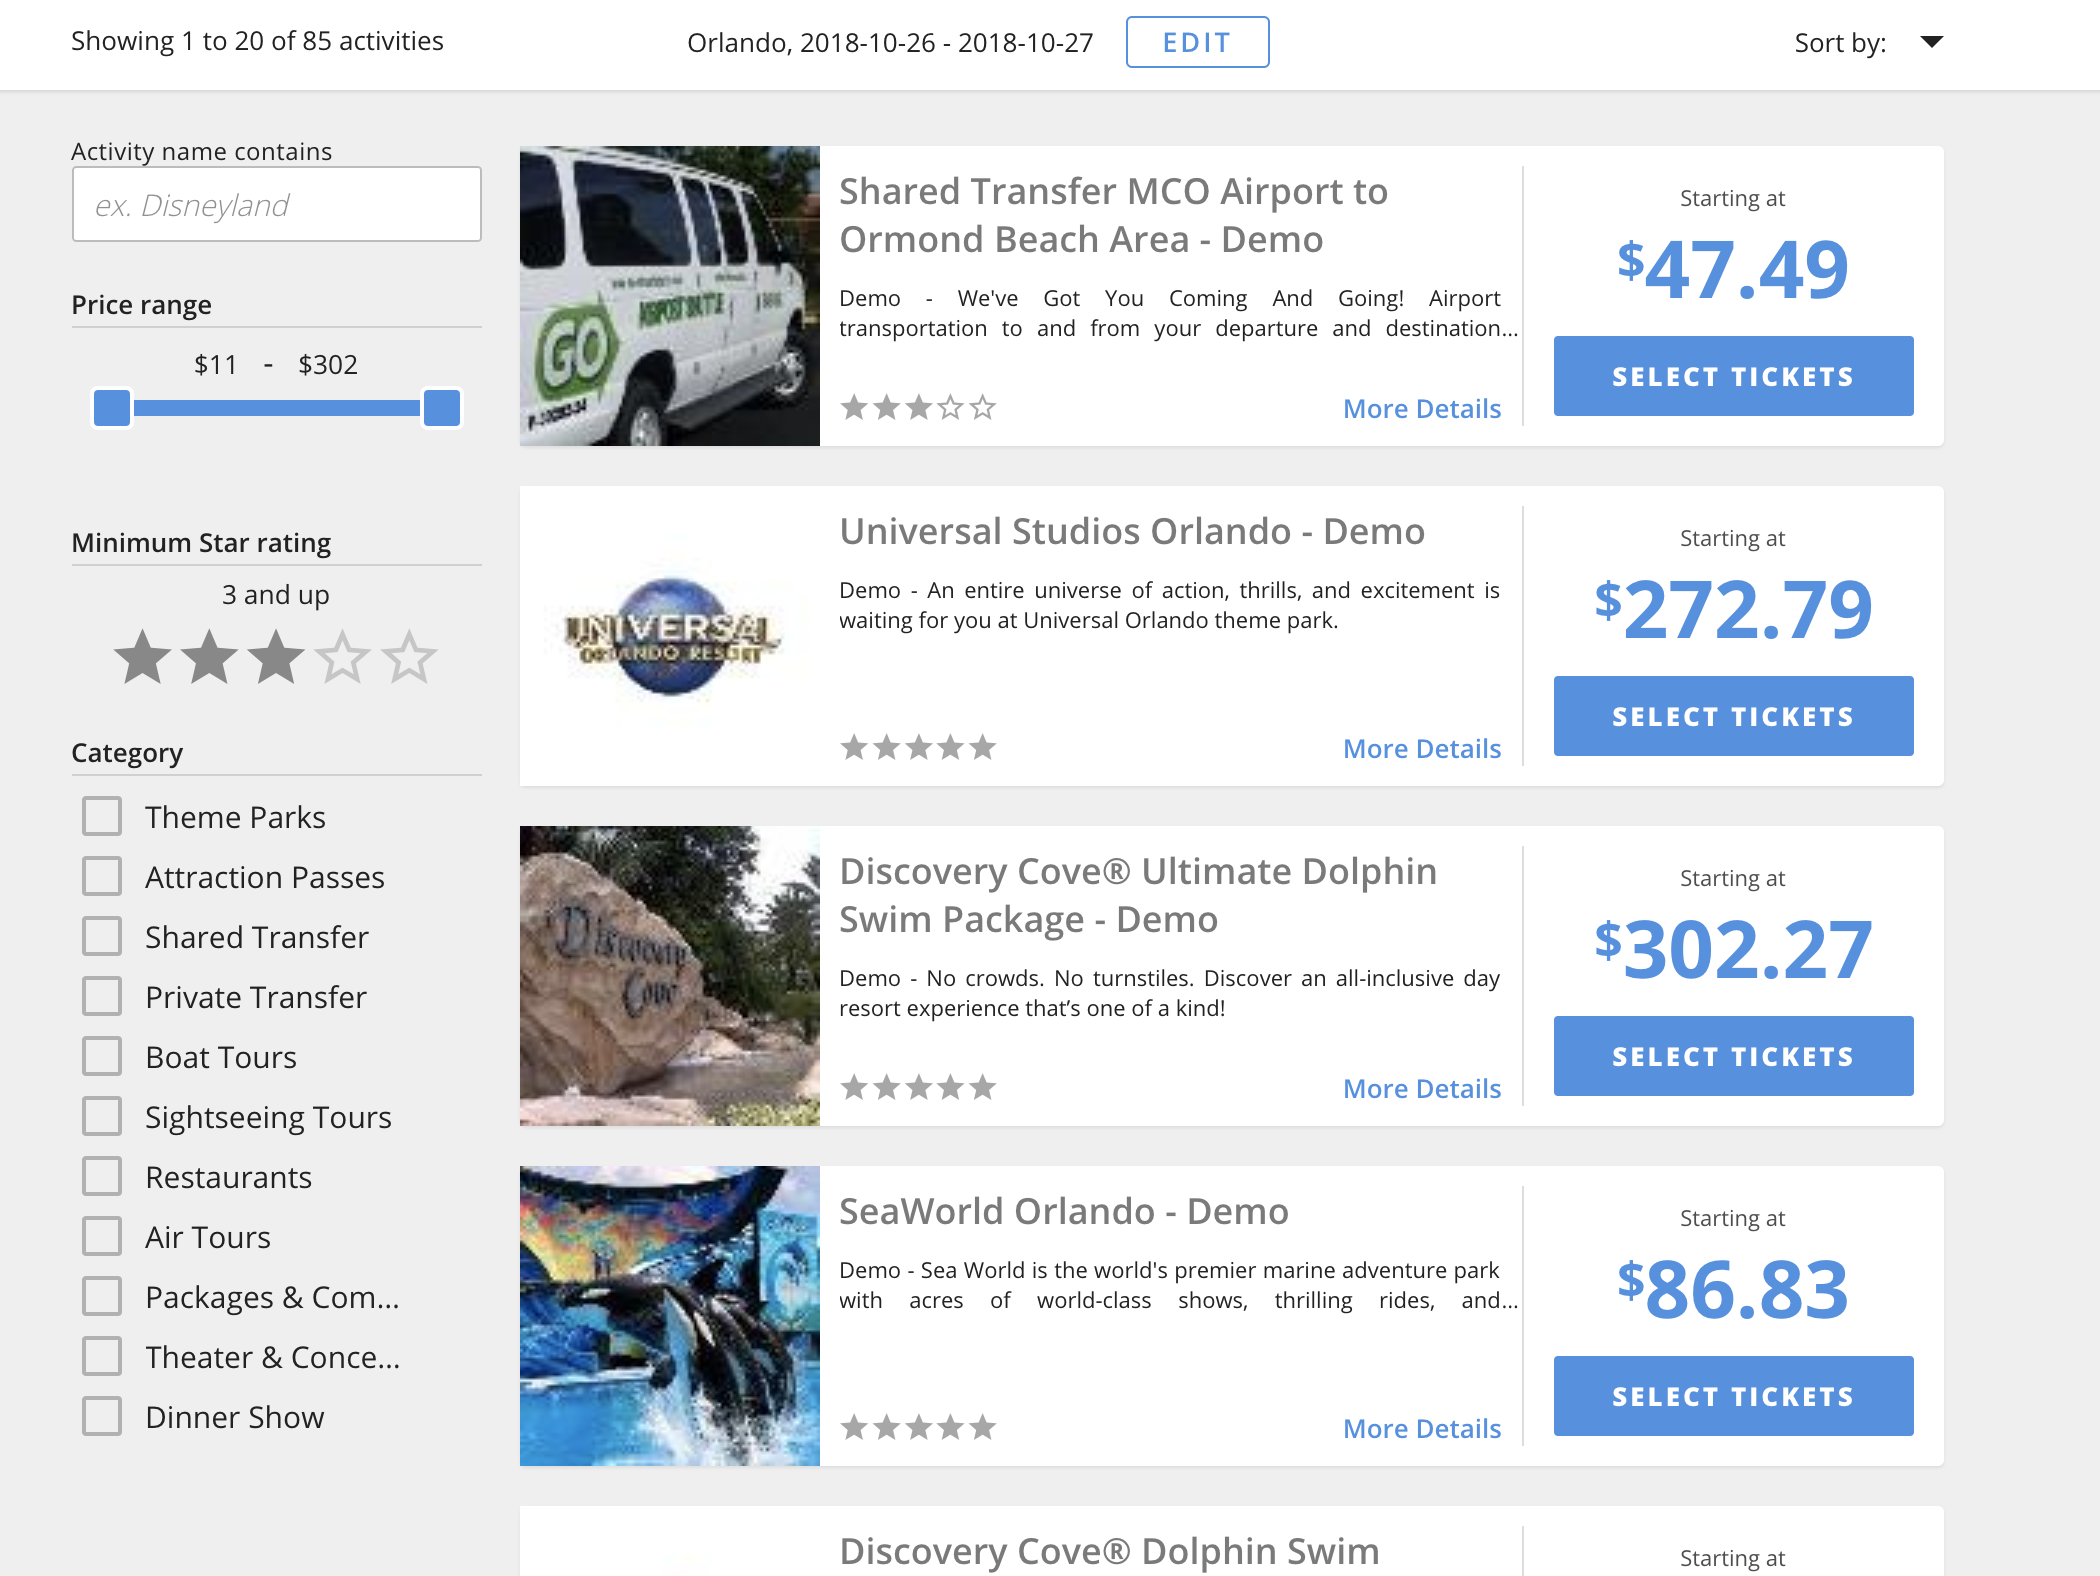 Showing 1 to 20 of 85 activities
Orlando, 2018-10-26 - 2018-10-27
EDIT
Sort by:
Activity name contains
ex. Disneyland
Price range
$11 - $302
Minimum Star rating
3 and up
Category
Theme Parks
Attraction Passes
Shared Transfer
Private Transfer
Boat Tours
Sightseeing Tours
Restaurants
Air Tours
Packages & Com...
Theater & Conce...
Dinner Show
GO
AIRPORT SHUTTLE
Shared Transfer MCO Airport to
Ormond Beach Area - Demo
Demo - We've Got You Coming And Going! Airport
transportation to and from your departure and destination...
More Details
Starting at
$47.49
SELECT TICKETS
UNIVERSAL
ORLANDO RESORT
Universal Studios Orlando - Demo
Demo - An entire universe of action, thrills, and excitement is
waiting for you at Universal Orlando theme park.
More Details
Starting at
$272.79
SELECT TICKETS
Discovery
Cove
Discovery Cove® Ultimate Dolphin
Swim Package - Demo
Demo - No crowds. No turnstiles. Discover an all-inclusive day
resort experience that’s one of a kind!
More Details
Starting at
$302.27
SELECT TICKETS
SeaWorld Orlando - Demo
Demo - Sea World is the world's premier marine adventure park
with acres of world-class shows, thrilling rides, and...
More Details
Starting at
$86.83
SELECT TICKETS
Discovery Cove® Dolphin Swim
Starting at